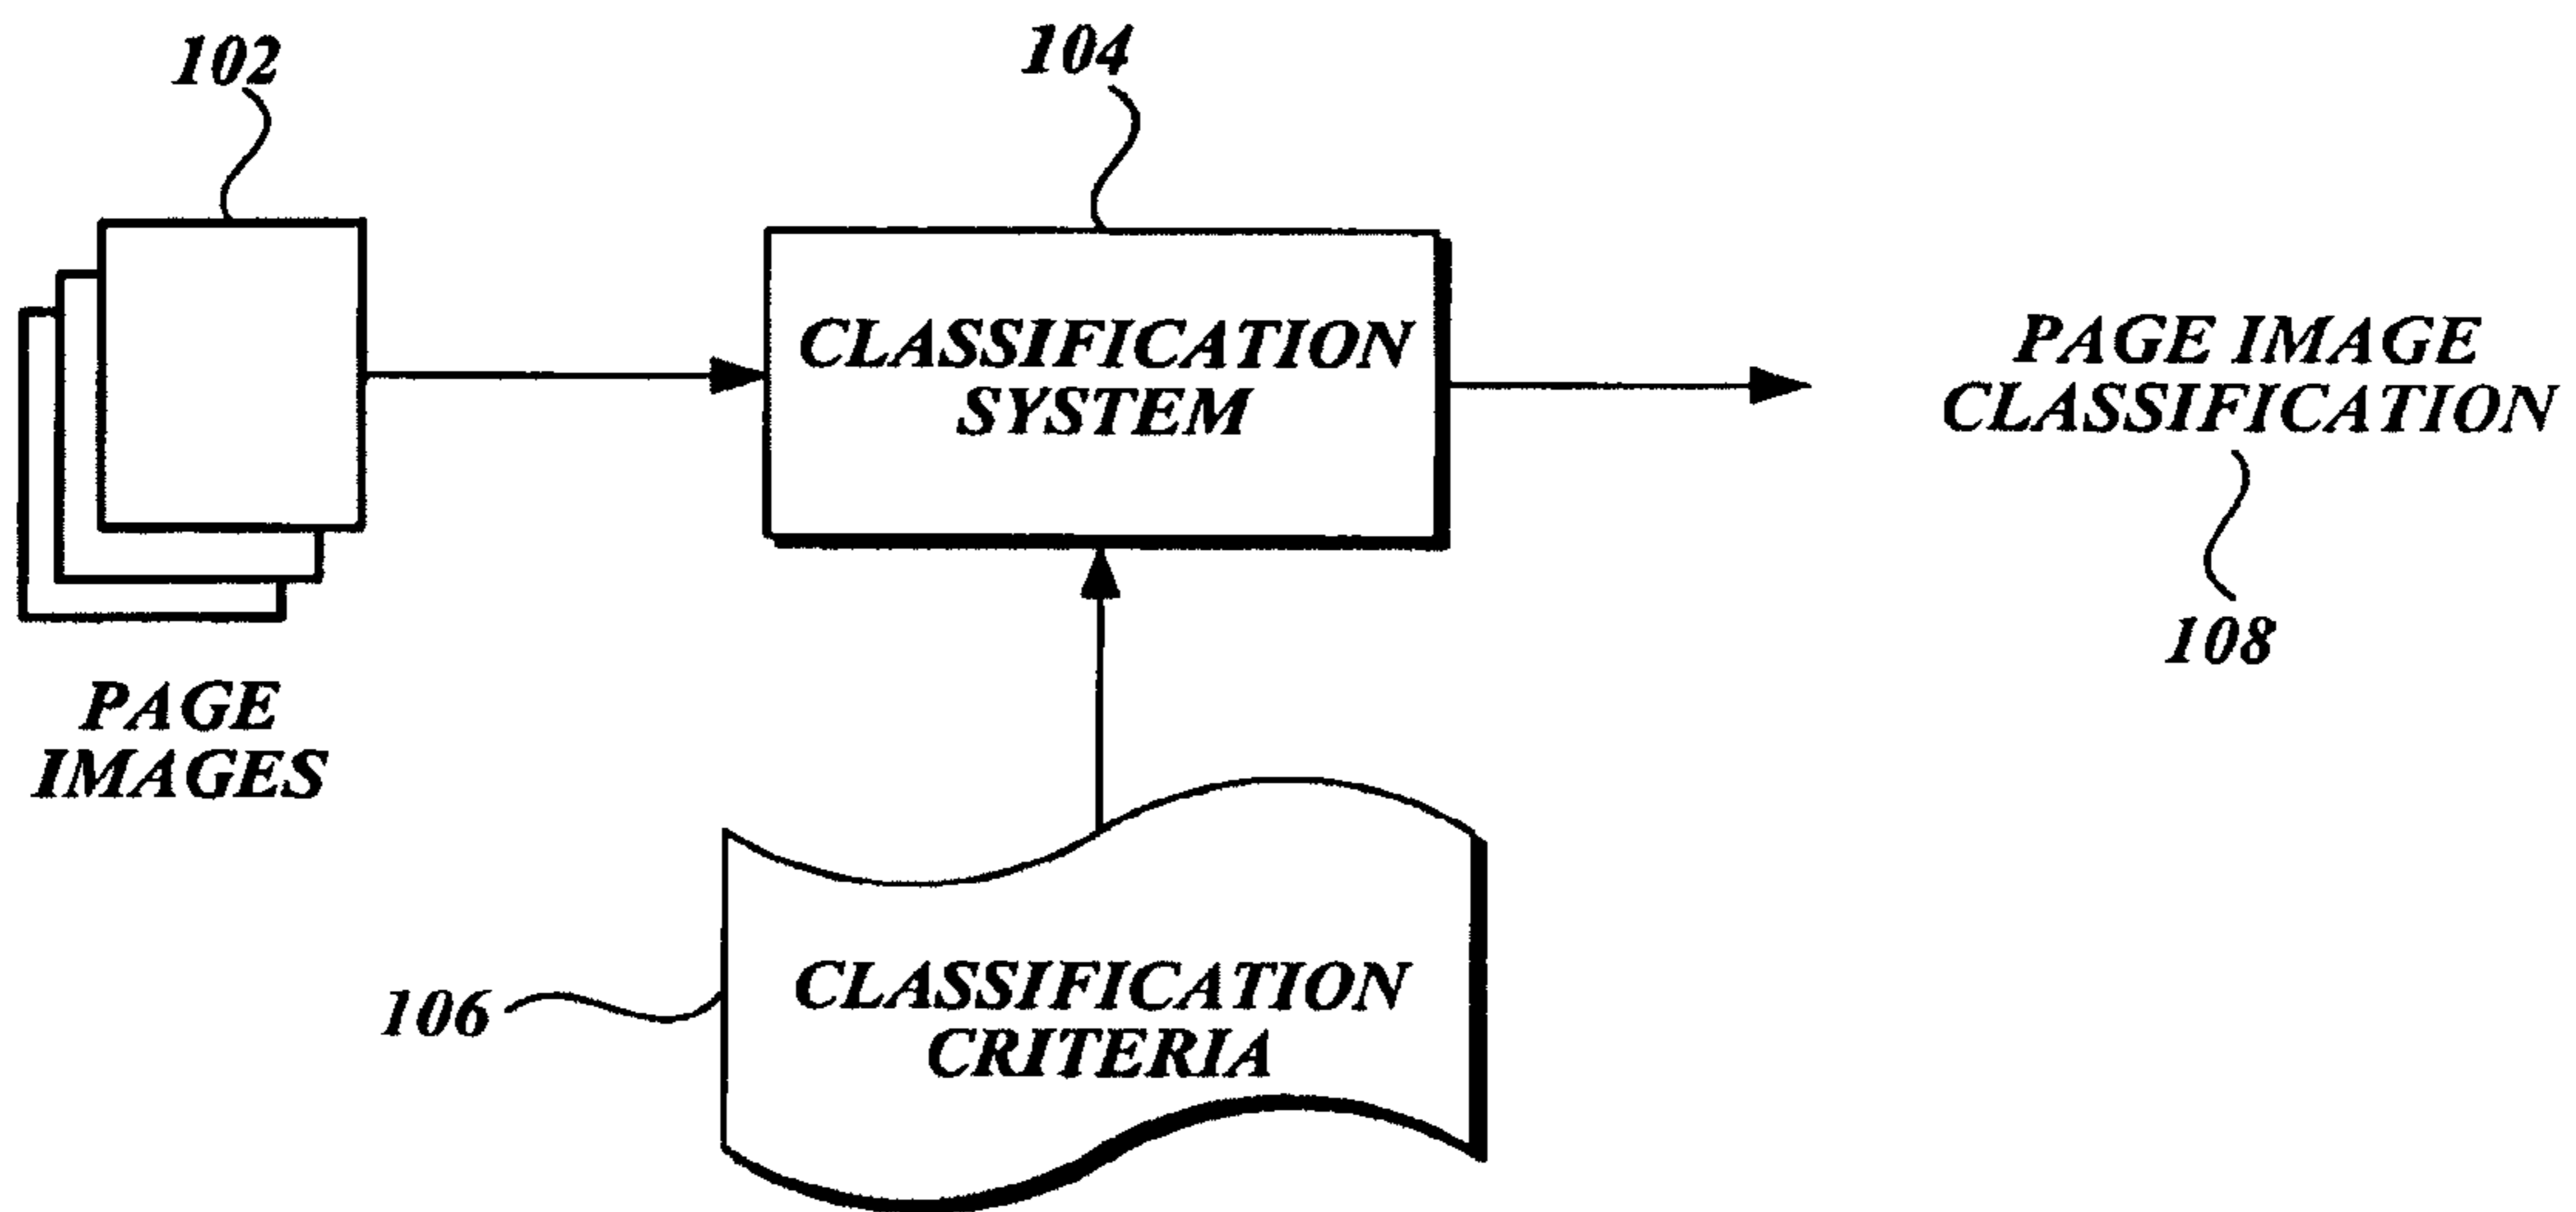 102
104
CLASSIFICATION
SYSTEM
PAGE IMAGE
CLASSIFICATION
108
PAGE
IMAGES
106
CLASSIFICATION
CRITERIA